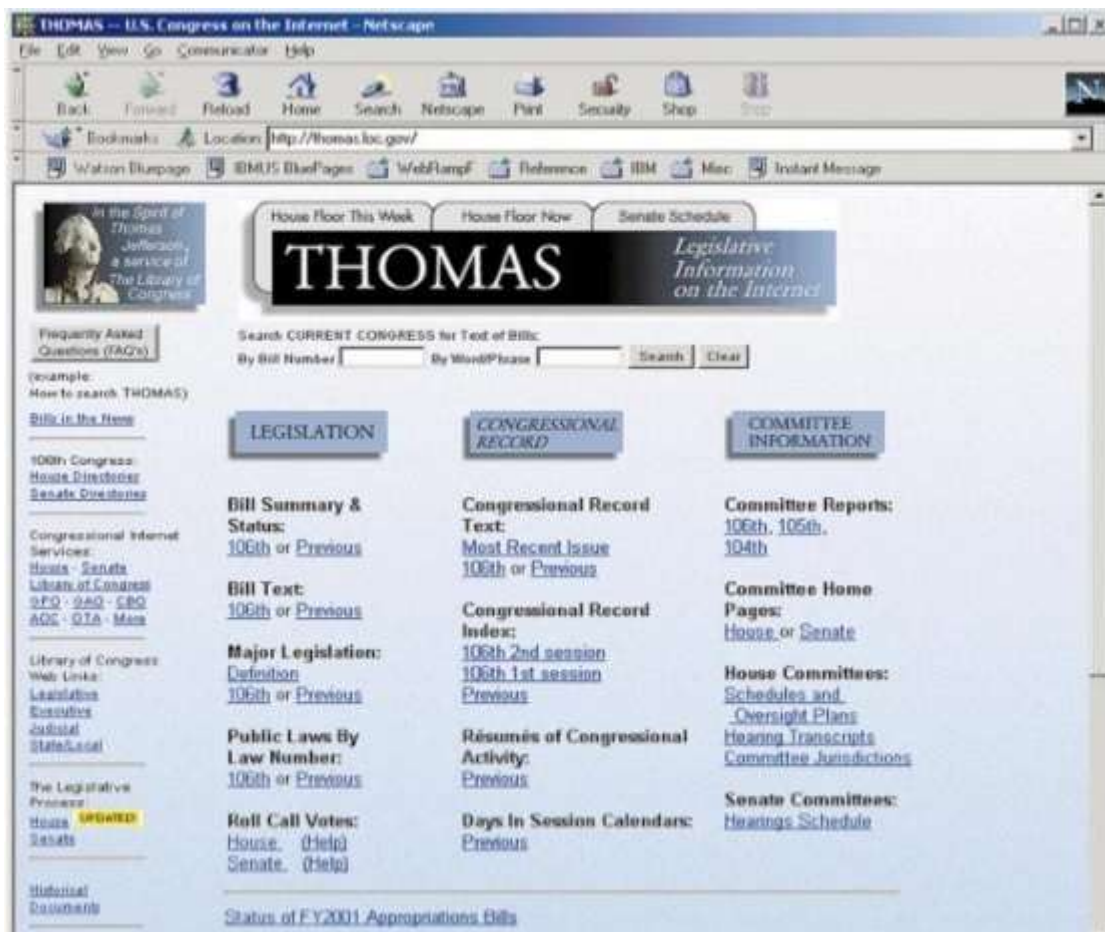 THOMAS -- U.S. Congress on the Internet - Netscape
File Edit View Go Communicator Help
Back Forward Reload Home Search Netscape Print Security Shop Stop
Bookmarks Location http://thomas.loc.gov/
Watson Bluepage IBMUS BluePages WebRampF Reference IBM Misc Instant Message
In the Spirit of
Thomas
Jefferson,
a service of
The Library of
Congress
House Floor This Week House Floor Now Senate Schedule
THOMAS
Legislative
Information
on the Internet
Frequently Asked
Questions (FAQ's)
(example:
How to search THOMAS)
Bills in the News
106th Congress:
House Directories
Senate Directories
Congressional Internet
Services:
House - Senate
Library of Congress
GPO - GAO - CBO
AOC - OTA - More
Library of Congress
Web Links:
Legislative
Executive
Judicial
State/Local
The Legislative
Process:
House UPDATED!
Senate
Historical
Documents
Search CURRENT CONGRESS for Text of Bills:
By Bill Number By Word/Phrase Search Clear
LEGISLATION
Bill Summary &
Status:
106th or Previous
Bill Text:
106th or Previous
Major Legislation:
Definition
106th or Previous
Public Laws By
Law Number:
106th or Previous
Roll Call Votes:
House (Help)
Senate (Help)
CONGRESSIONAL
RECORD
Congressional Record
Text:
Most Recent Issue
106th or Previous
Congressional Record
Index:
106th 2nd session
106th 1st session
Previous
Résumés of Congressional
Activity:
Previous
Days In Session Calendars:
Previous
COMMITTEE
INFORMATION
Committee Reports:
106th, 105th,
104th
Committee Home
Pages:
House or Senate
House Committees:
Schedules and
Oversight Plans
Hearing Transcripts
Committee Jurisdictions
Senate Committees:
Hearings Schedule
Status of FY2001 Appropriations Bills